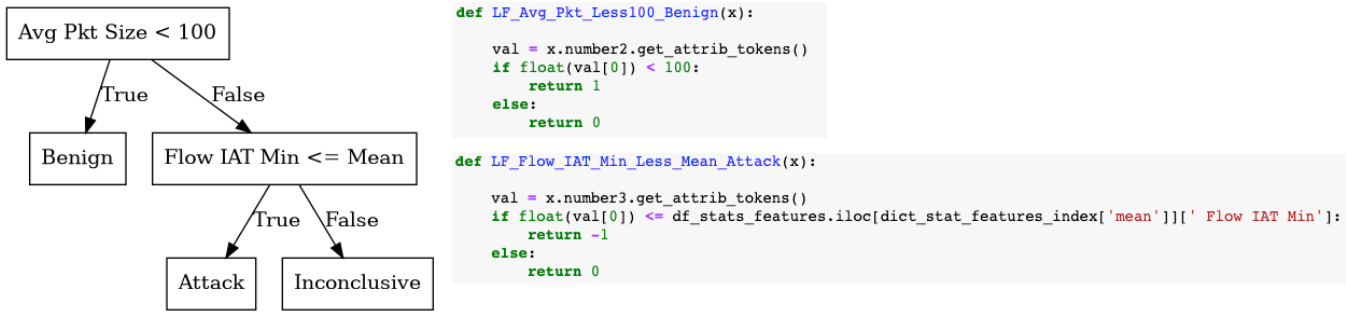 Avg Pkt Size < 100
True
False
Benign
Flow IAT Min <= Mean
True
False
Attack
Inconclusive
def LF_Avg_Pkt_Less100_Benign(x):
    val = x.number2.get_attrib_tokens()
    if float(val[0]) < 100:
        return 1
    else:
        return 0
def LF_Flow_IAT_Min_Less_Mean_Attack(x):
    val = x.number3.get_attrib_tokens()
    if float(val[0]) <= df_stats_features.iloc[dict_stat_features_index['mean']][' Flow IAT Min']:
        return -1
    else:
        return 0